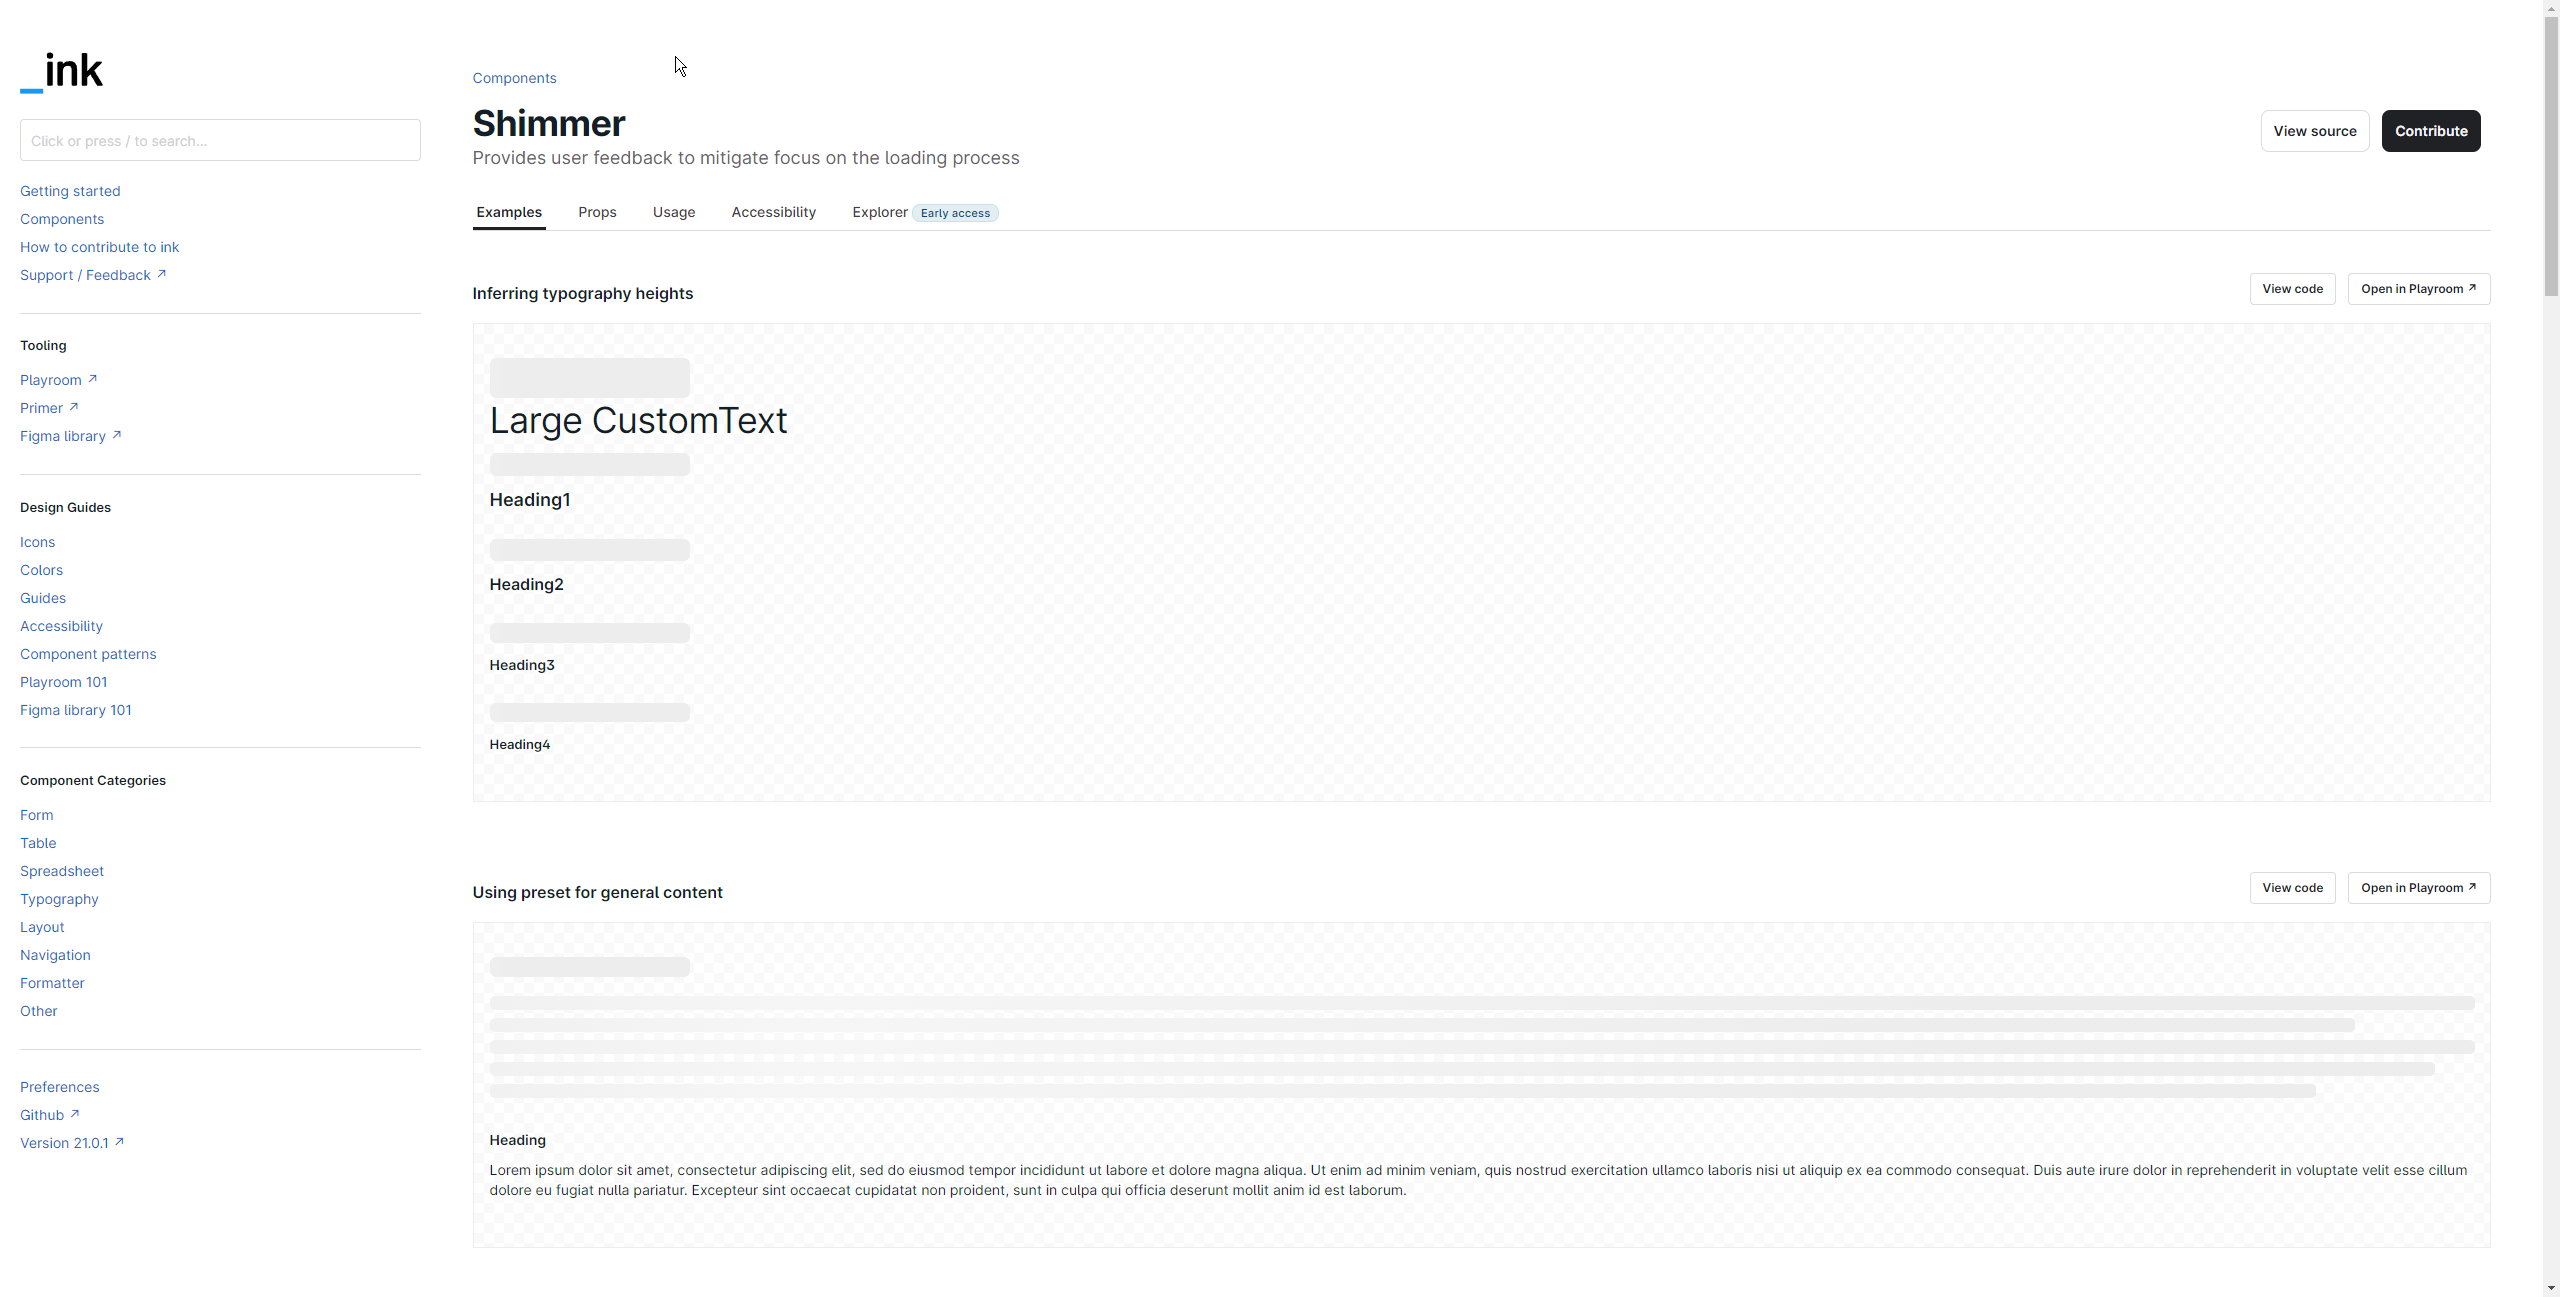 _ink
Click or press / to search...
Getting started
Components
How to contribute to ink
Support / Feedback ↗
Tooling
Playroom ↗
Primer ↗
Figma library ↗
Design Guides
Icons
Colors
Guides
Accessibility
Component patterns
Playroom 101
Figma library 101
Component Categories
Form
Table
Spreadsheet
Typography
Layout
Navigation
Formatter
Other
Preferences
Github ↗
Version 21.0.1 ↗
Components
Shimmer
Provides user feedback to mitigate focus on the loading process
View source
Contribute
Examples
Props
Usage
Accessibility
Explorer Early access
Inferring typography heights
View code
Open in Playroom ↗
Large CustomText
Heading1
Heading2
Heading3
Heading4
Using preset for general content
View code
Open in Playroom ↗
Heading
Lorem ipsum dolor sit amet, consectetur adipiscing elit, sed do eiusmod tempor incididunt ut labore et dolore magna aliqua. Ut enim ad minim veniam, quis nostrud exercitation ullamco laboris nisi ut aliquip ex ea commodo consequat. Duis aute irure dolor in reprehenderit in voluptate velit esse cillum
dolore eu fugiat nulla pariatur. Excepteur sint occaecat cupidatat non proident, sunt in culpa qui officia deserunt mollit anim id est laborum.